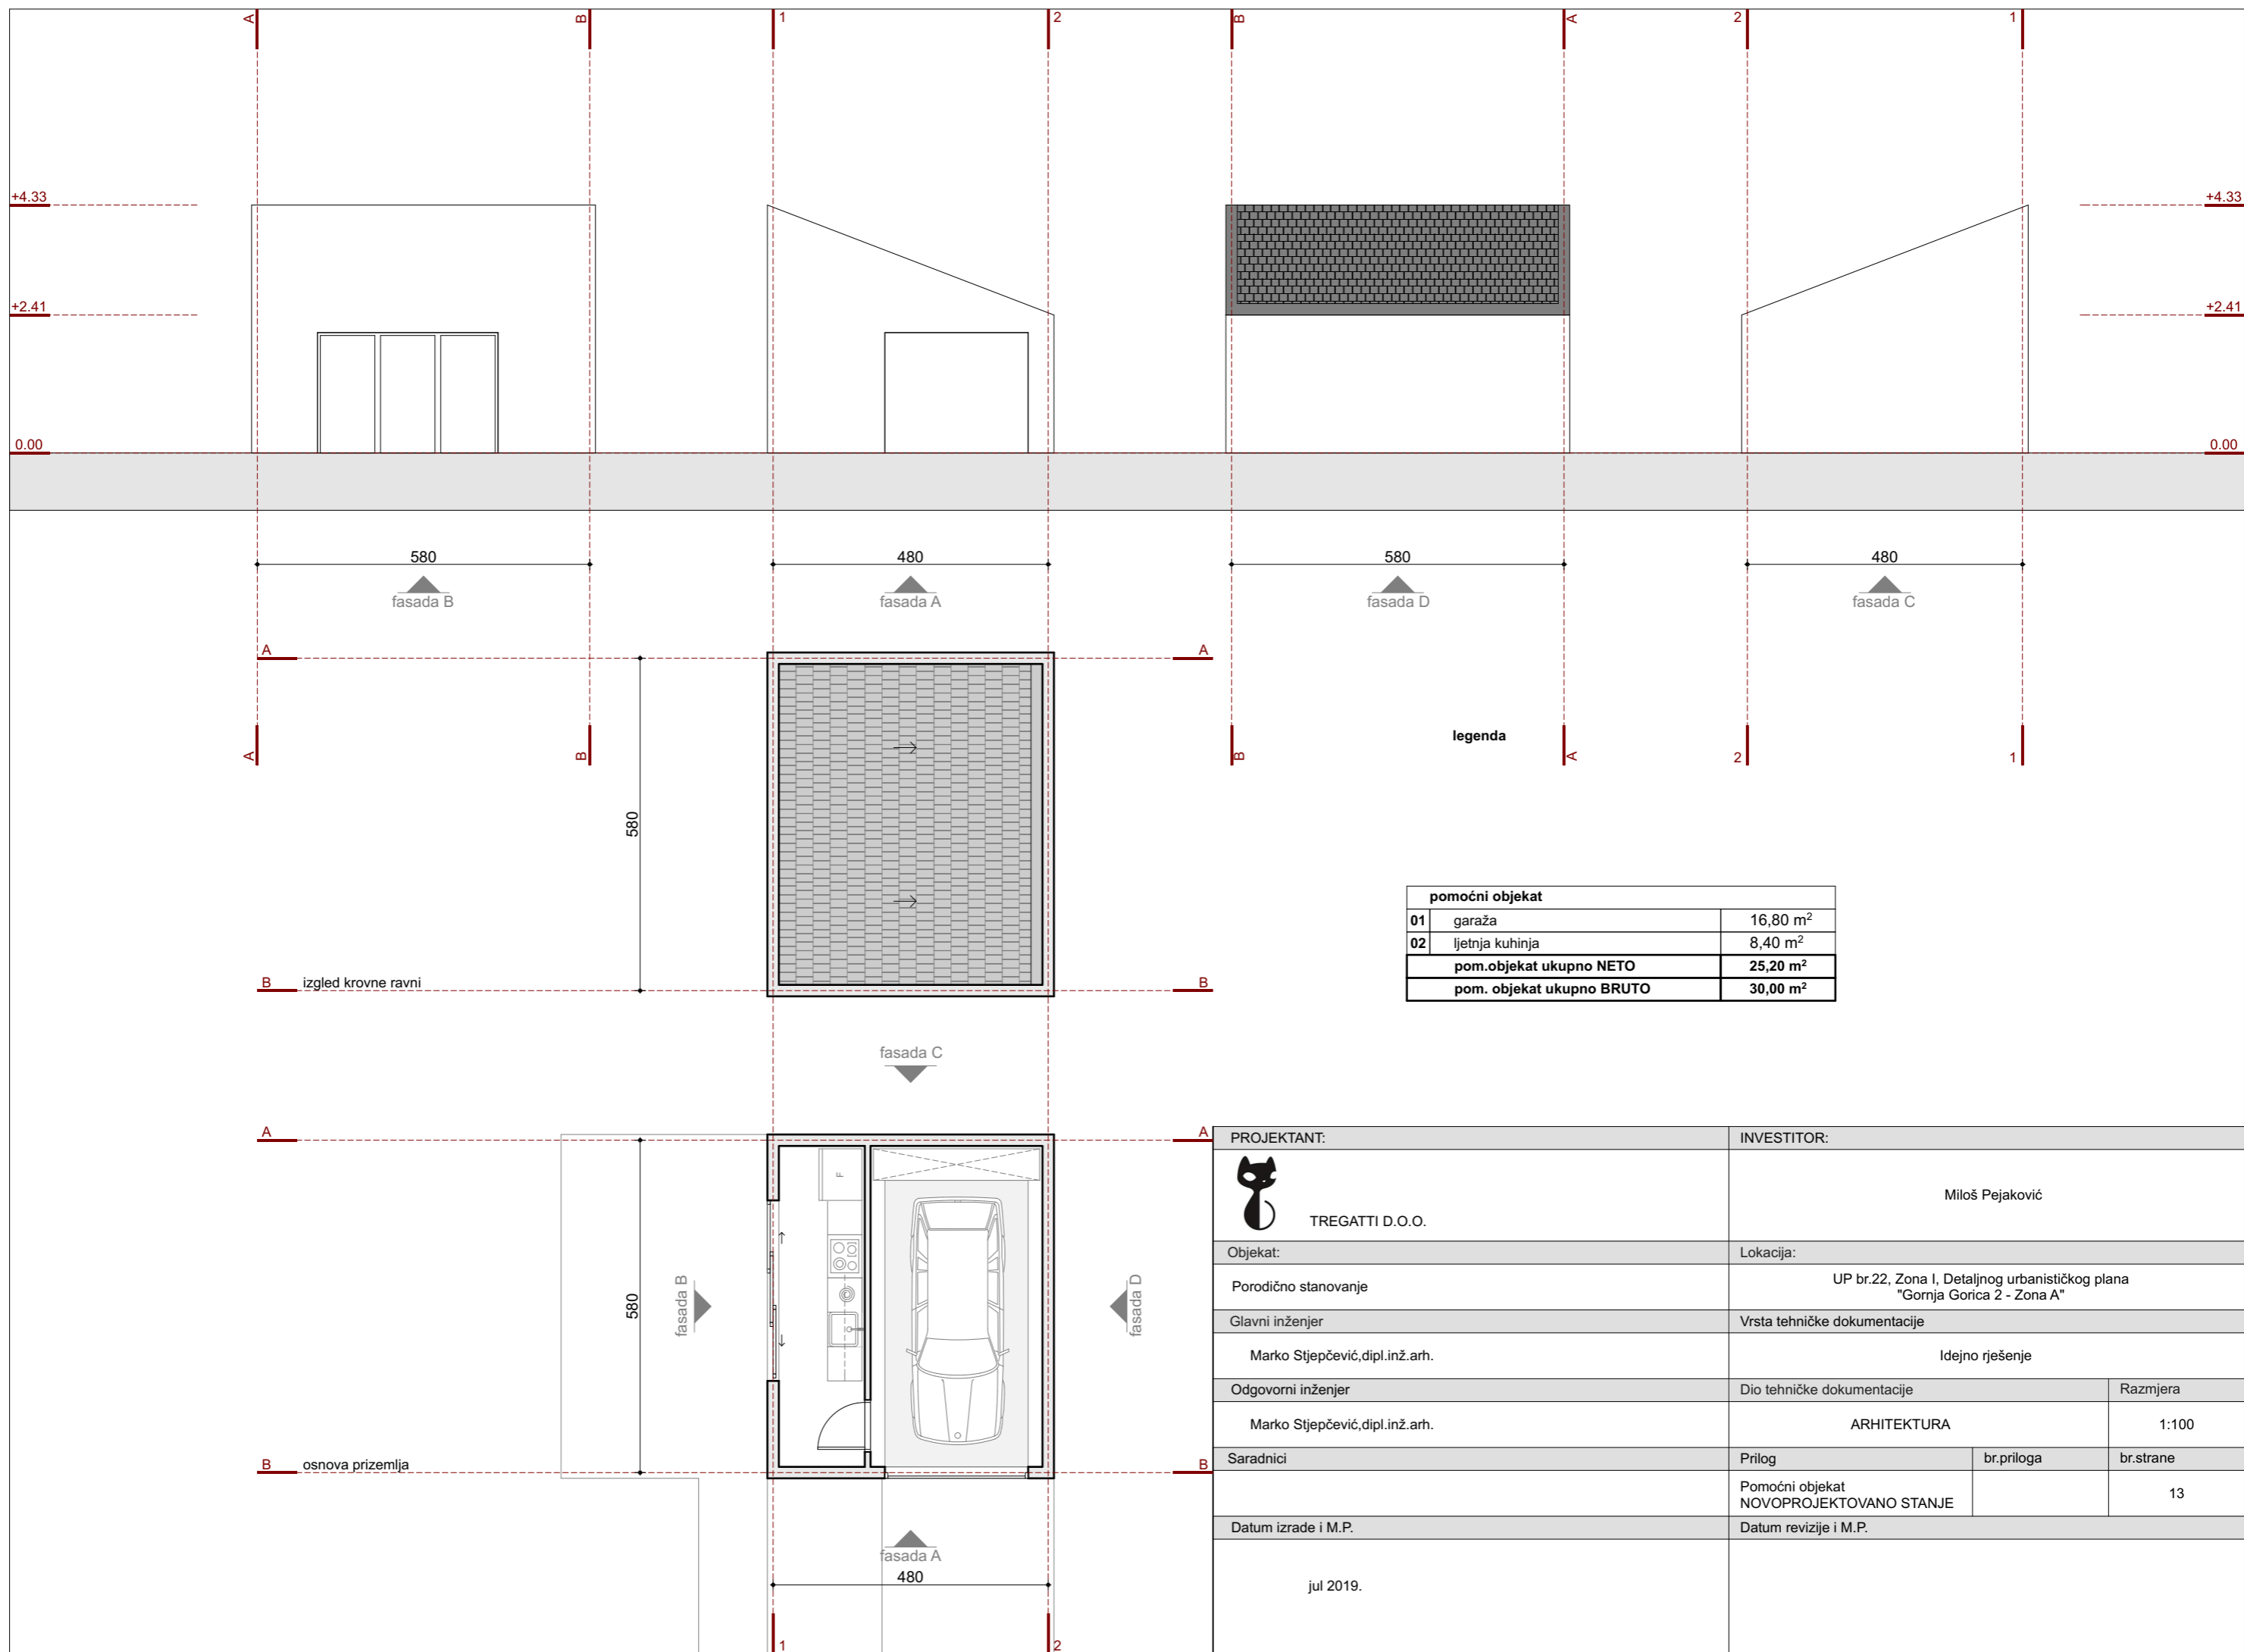 A B 1 2 B A 2 1
+4.33 +4.33
+2.41 +2.41
0.00 0.00
580 480 580 480
fasada B fasada A fasada D fasada C
A A
A B B A 2 1
legenda
580
B izgled krovne ravni B
pomoćni objekat
01 garaža 16,80 m²
02 ljetnja kuhinja 8,40 m²
pom.objekat ukupno NETO 25,20 m²
pom. objekat ukupno BRUTO 30,00 m²
fasada C
A A
F
580
fasada B
fasada D
B osnova prizemlja B
fasada A
480
1 2
PROJEKTANT: INVESTITOR:
TREGATTI D.O.O. Miloš Pejaković
Objekat: Lokacija:
Porodično stanovanje
UP br.22, Zona I, Detaljnog urbanističkog plana
"Gornja Gorica 2 - Zona A"
Glavni inženjer Vrsta tehničke dokumentacije
Marko Stjepčević,dipl.inž.arh. Idejno rješenje
Odgovorni inženjer Dio tehničke dokumentacije Razmjera
Marko Stjepčević,dipl.inž.arh. ARHITEKTURA 1:100
Saradnici Prilog br.priloga br.strane
Pomoćni objekat
NOVOPROJEKTOVANO STANJE 13
Datum izrade i M.P. Datum revizije i M.P.
jul 2019.